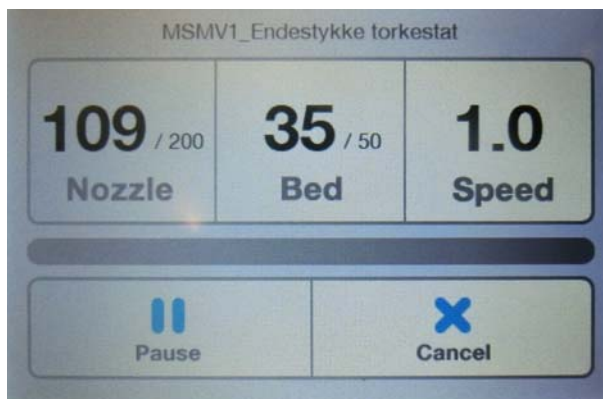 MSMV1_Endestykke torkestat
109 / 200 35 / 50 1.0
Nozzle Bed Speed
Pause Cancel